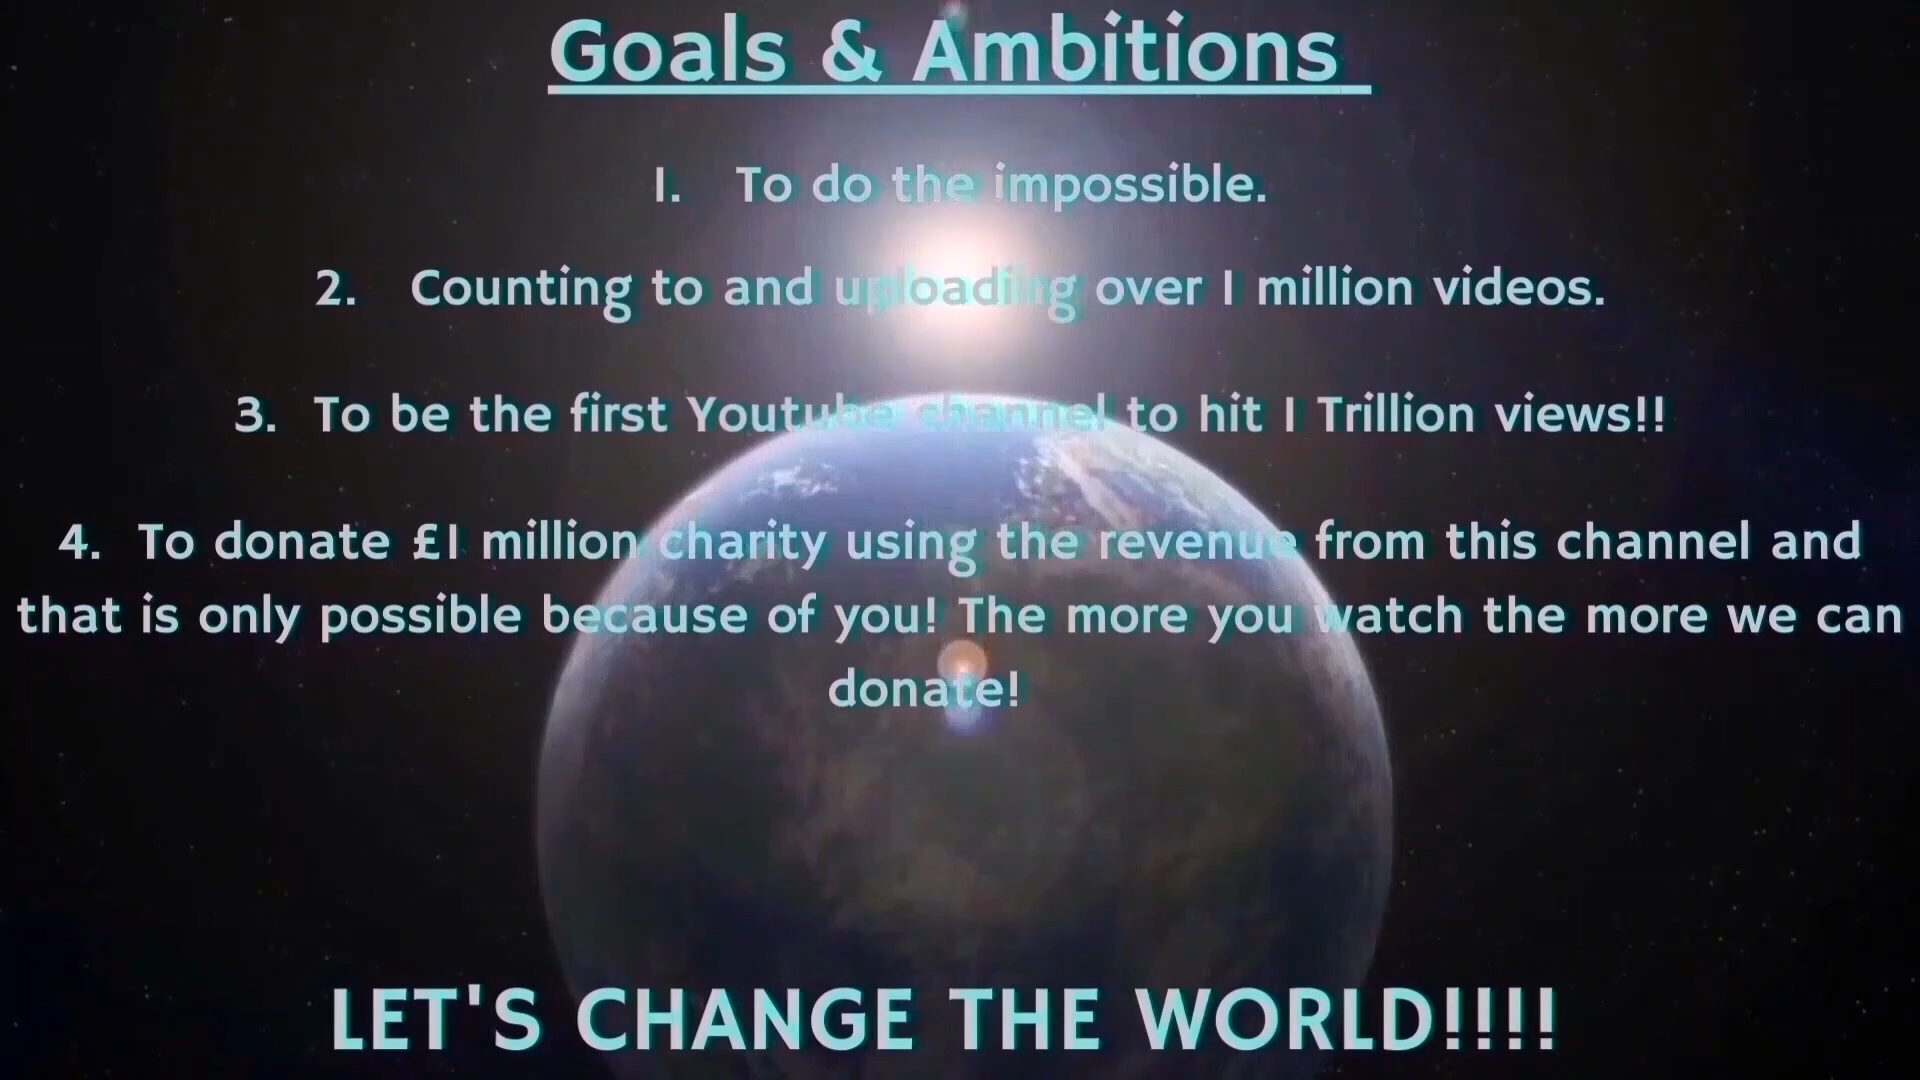 Goals & Ambitions
1. To do the impossible.
2. Counting to and uploading over 1 million videos.
3. To be the first Youtube channel to hit 1 Trillion views!!
4. To donate £1 million charity using the revenue from this channel and
that is only possible because of you! The more you watch the more we can
donate!
LET'S CHANGE THE WORLD!!!!